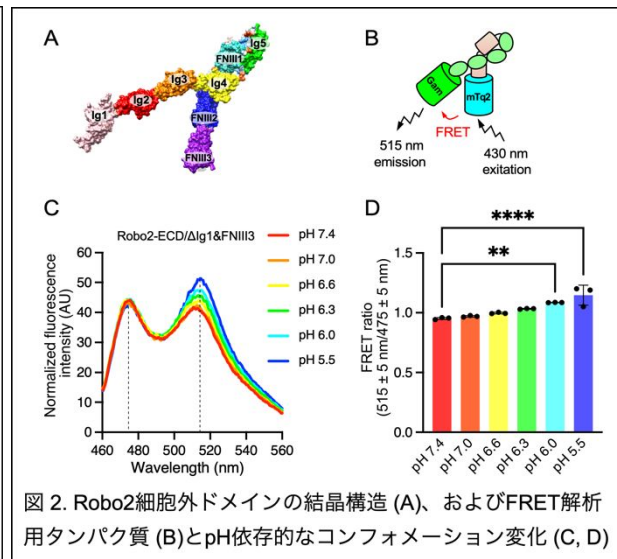 A
Ig1
Ig2
Ig3
Ig4
Ig5
FNIII1
FNIII2
FNIII3
B
Gam
mTq2
FRET
515 nm
emission
430 nm
exitation
C
Robo2-ECD/ΔIg1&FNIII3
Normalized fluorescence
intensity (AU)
60
50
40
30
20
10
0
460 480 500 520 540 560
Wavelength (nm)
pH 7.4
pH 7.0
pH 6.6
pH 6.3
pH 6.0
pH 5.5
D
****
**
FRET ratio
(515 ± 5 nm/475 ± 5 nm)
1.5
1.0
0.5
0.0
pH 7.4
pH 7.0
pH 6.6
pH 6.3
pH 6.0
pH 5.5
図 2. Robo2細胞外ドメインの結晶構造 (A)、およびFRET解析
用タンパク質 (B)とpH依存的なコンフォメーション変化 (C, D)